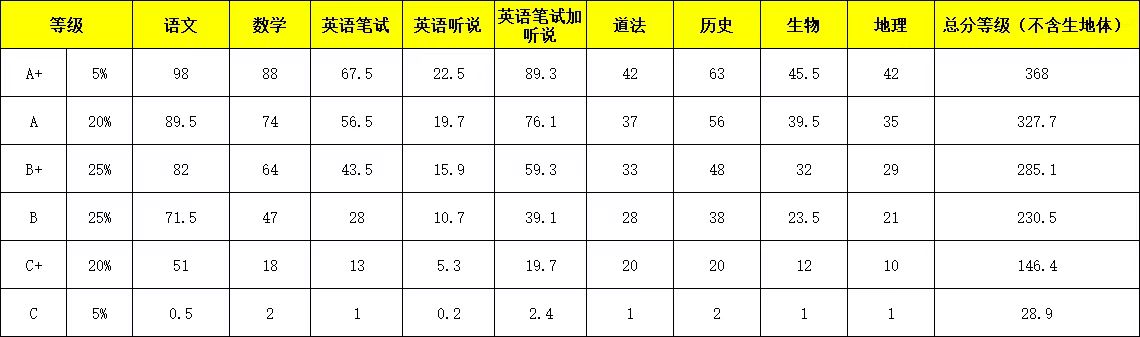 等级 语文 数学 英语笔试 英语听说 英语笔试加听说 道法 历史 生物 地理 总分等级（不含生地体）
A+ 5% 98 88 67.5 22.5 89.3 42 63 45.5 42 368
A 20% 89.5 74 56.5 19.7 76.1 37 56 39.5 35 327.7
B+ 25% 82 64 43.5 15.9 59.3 33 48 32 29 285.1
B 25% 71.5 47 28 10.7 39.1 28 38 23.5 21 230.5
C+ 20% 51 18 13 5.3 19.7 20 20 12 10 146.4
C 5% 0.5 2 1 0.2 2.4 1 2 1 1 28.9